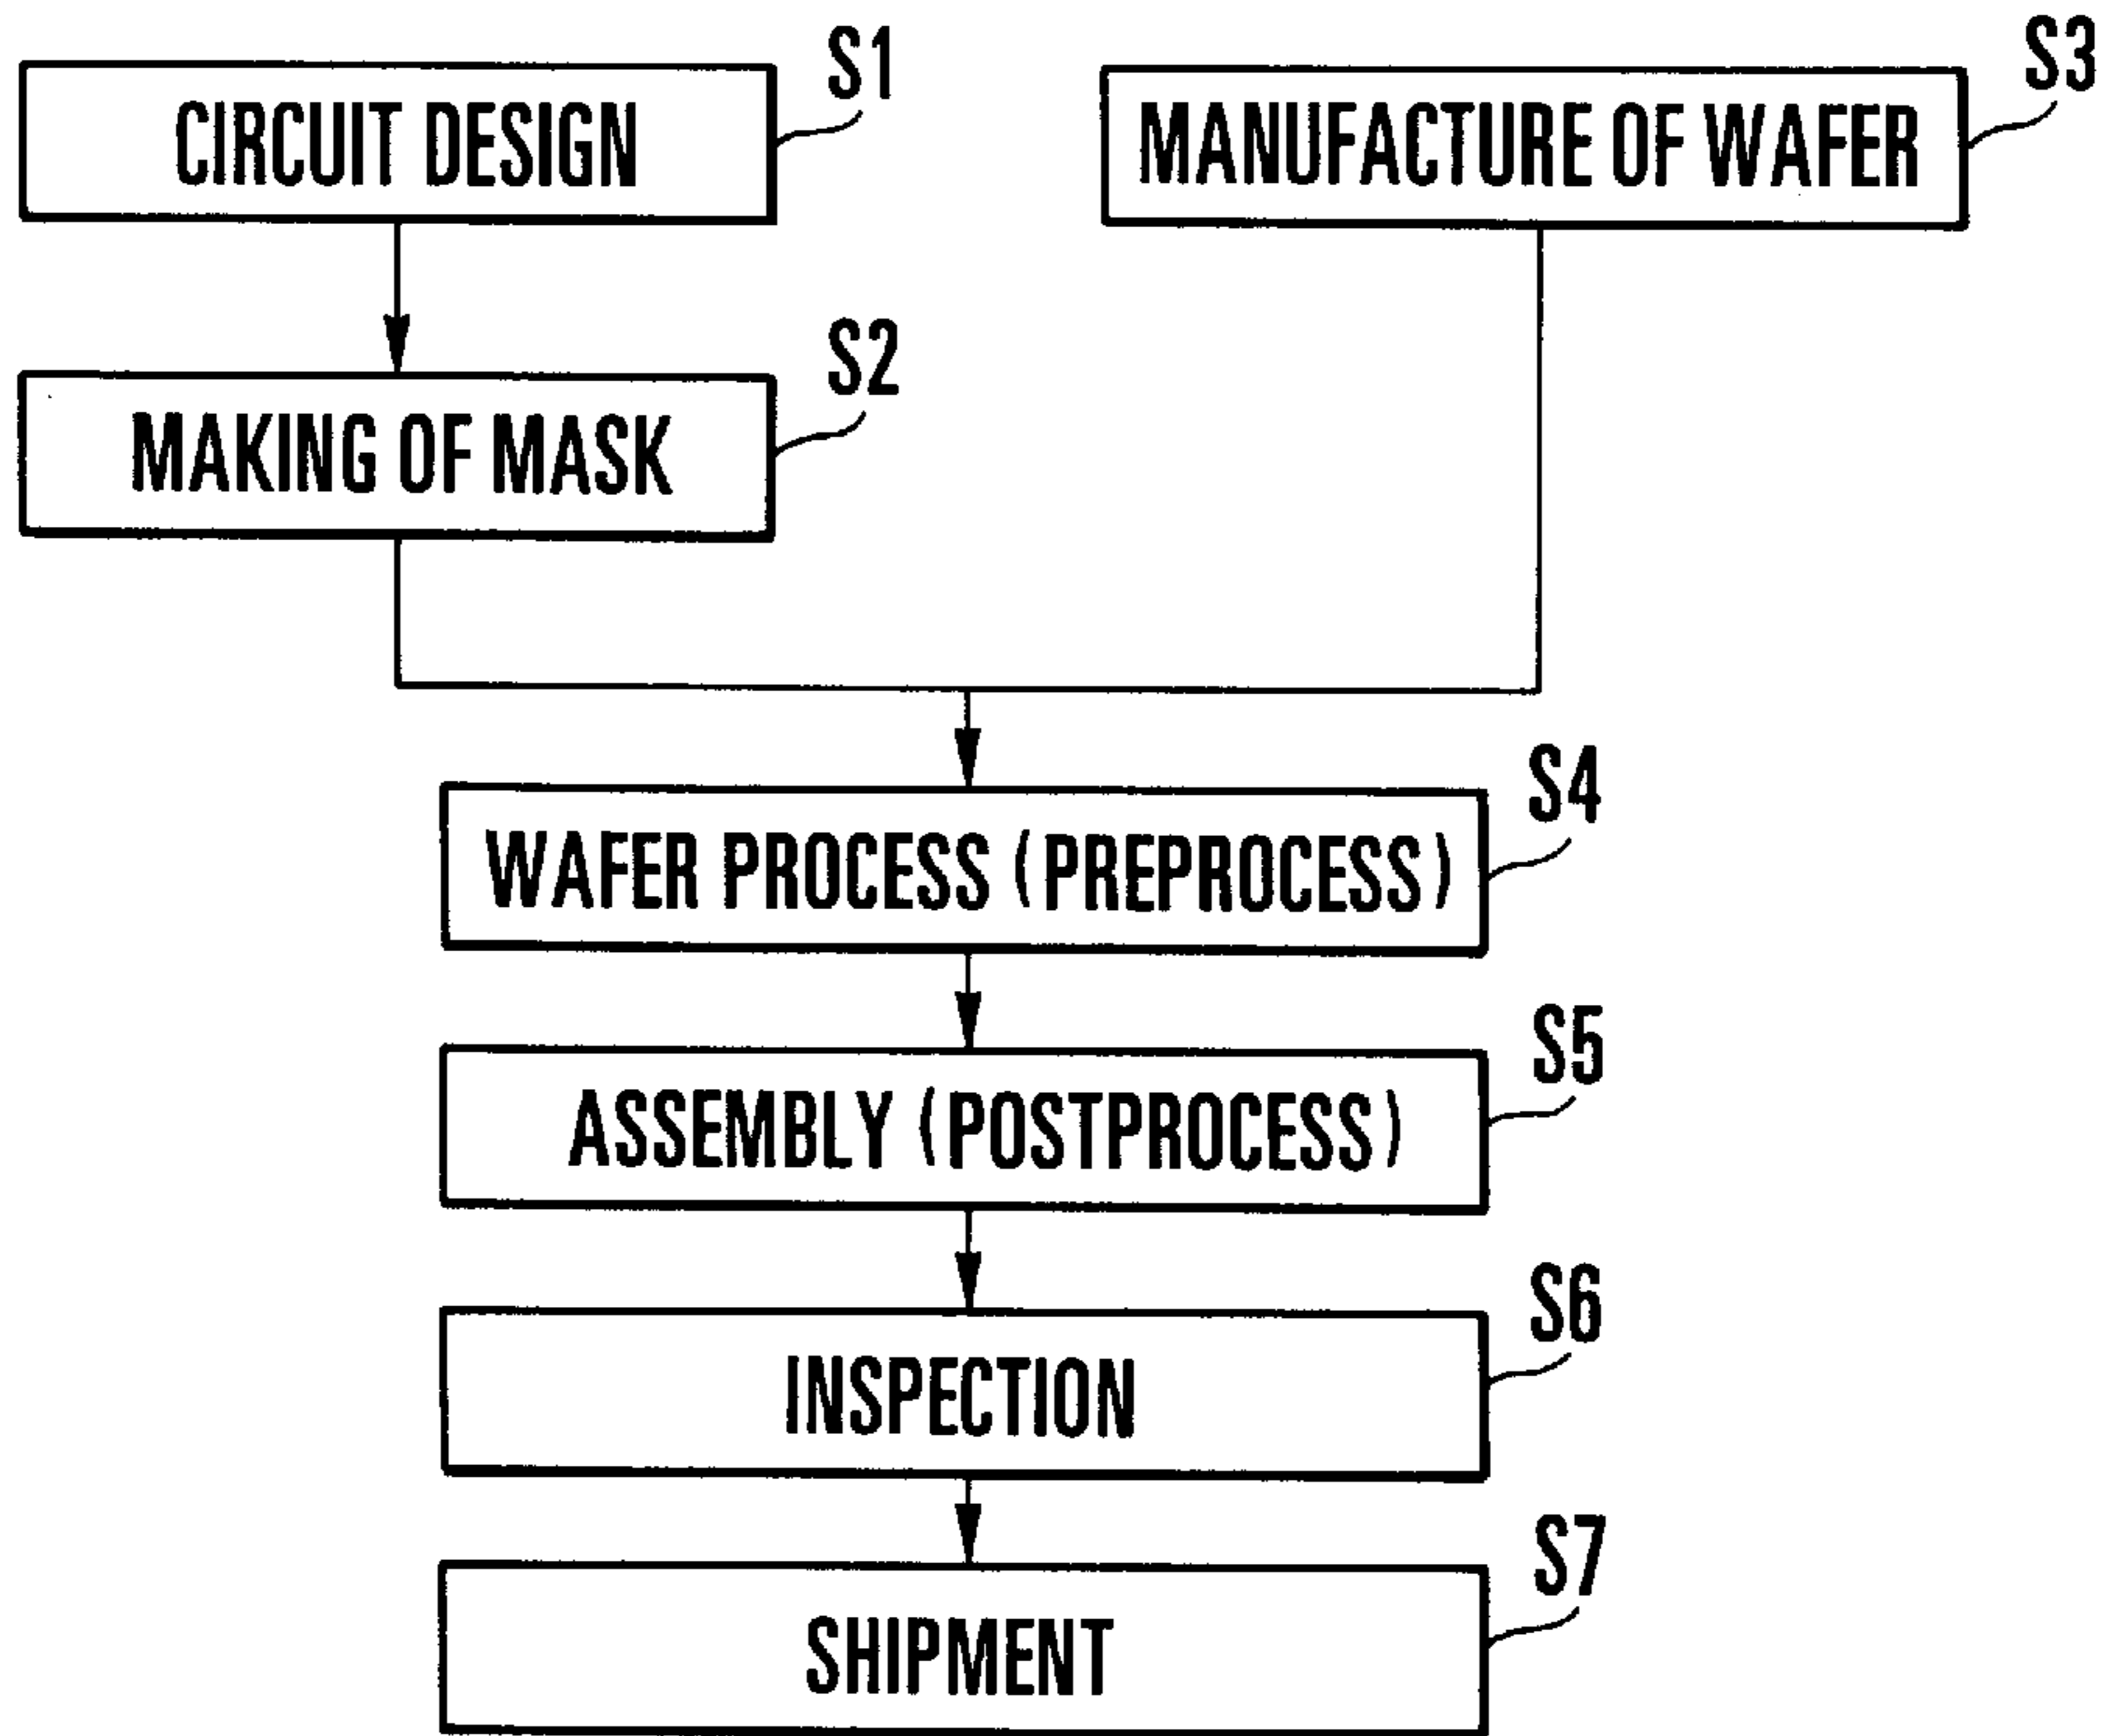 S1
CIRCUIT DESIGN
S3
MANUFACTURE OF WAFER
S2
MAKING OF MASK
S4
WAFER PROCESS (PREPROCESS)
S5
ASSEMBLY (POSTPROCESS)
S6
INSPECTION
S7
SHIPMENT